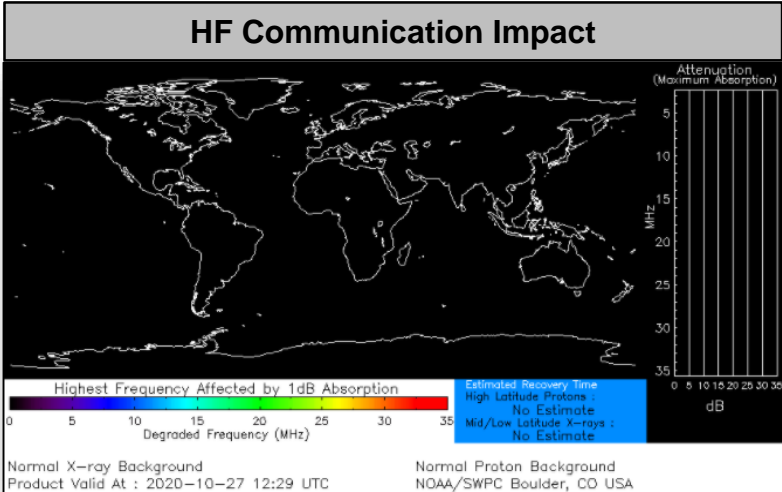 HF Communication Impact
Attenuation
(Maximum Absorption)
5
10
15
20
25
30
35
MHz
0 5 10 15 20 25 30 35
dB
Highest Frequency Affected by 1dB Absorption
0 5 10 15 20 25 30 35
Degraded Frequency (MHz)
Estimated Recovery Time
High Latitude Protons :
No Estimate
Mid/Low Latitude X-rays :
No Estimate
Normal X-ray Background
Product Valid At : 2020-10-27 12:29 UTC
Normal Proton Background
NOAA/SWPC Boulder, CO USA